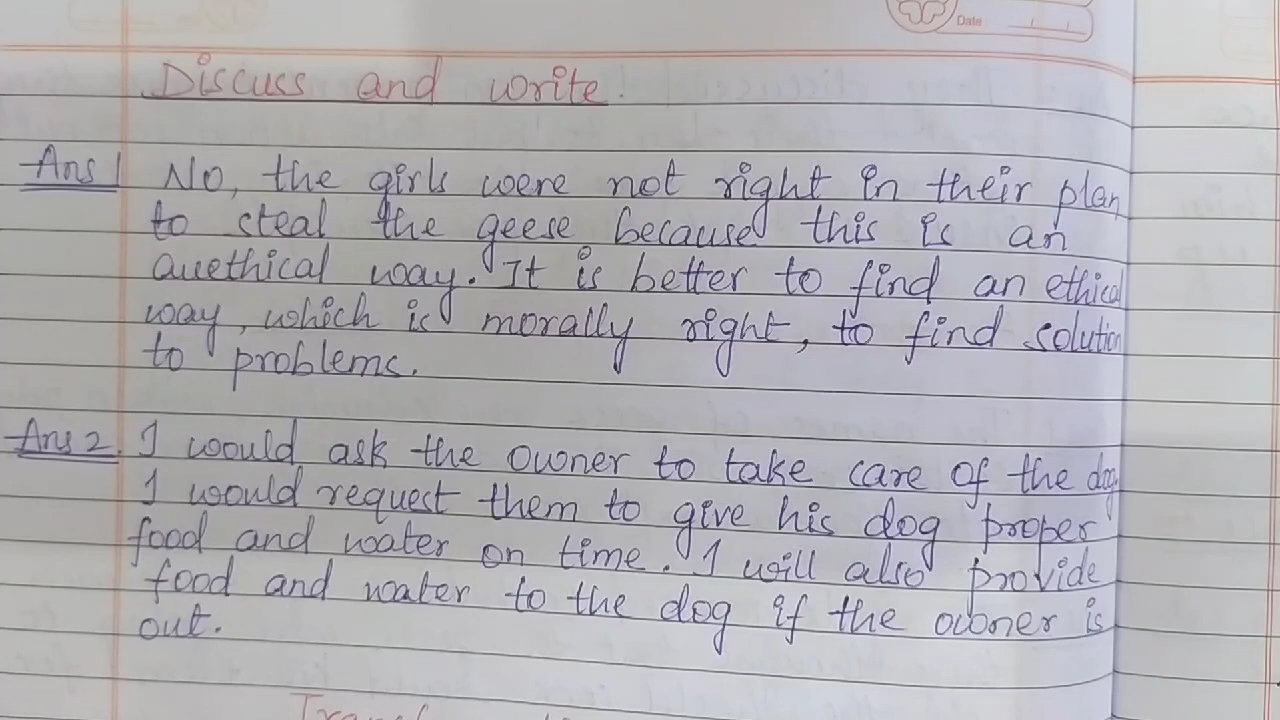 Date
Discuss and write.
Ans 1 No, the girls were not right in their plan
to steal the geese because this is an
auethical way. It is better to find an ethical
way, which is morally right, to find solution
to problems.
Ans 2. I would ask the owner to take care of the dog
I would request them to give his dog proper
food and water on time. I will also provide
food and water to the dog if the owner is
out.